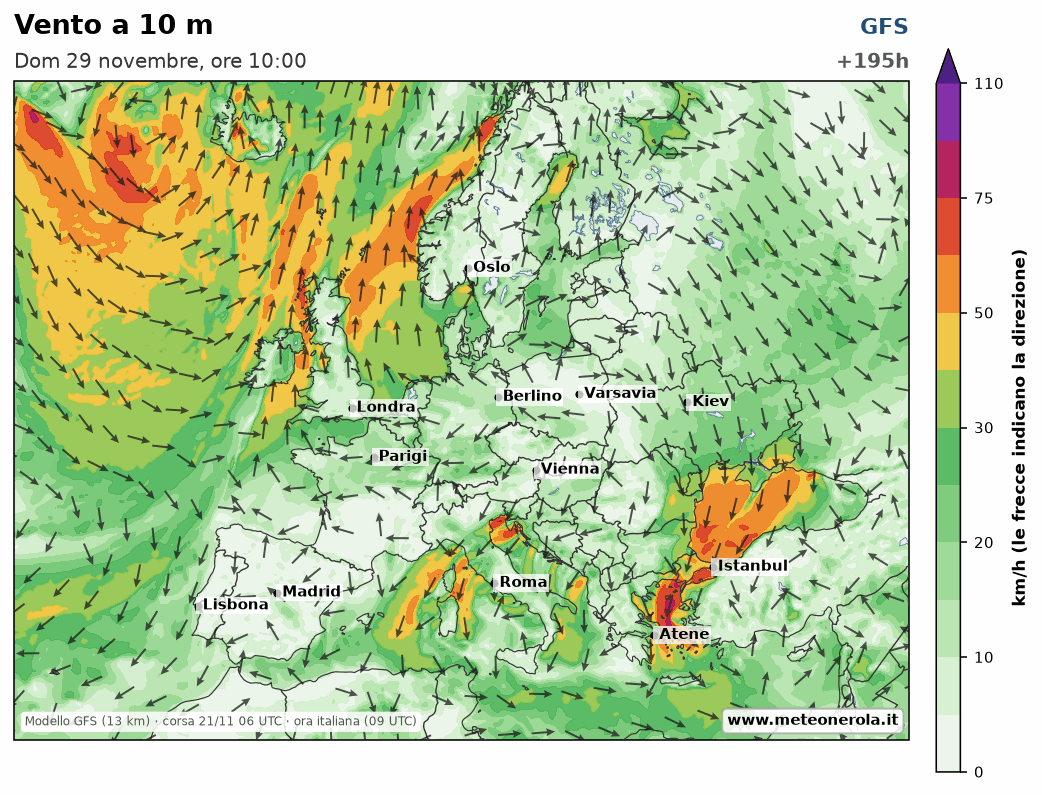 Vento a 10 m
GFS
Dom 29 novembre, ore 10:00
+195h
Oslo
Londra
Berlino
Varsavia
Kiev
Parigi
Vienna
Istanbul
Roma
Madrid
Lisbona
Atene
Modello GFS (13 km) · corsa 21/11 06 UTC · ora italiana (09 UTC)
www.meteonerola.it
110
75
50
30
20
10
0
km/h (le frecce indicano la direzione)